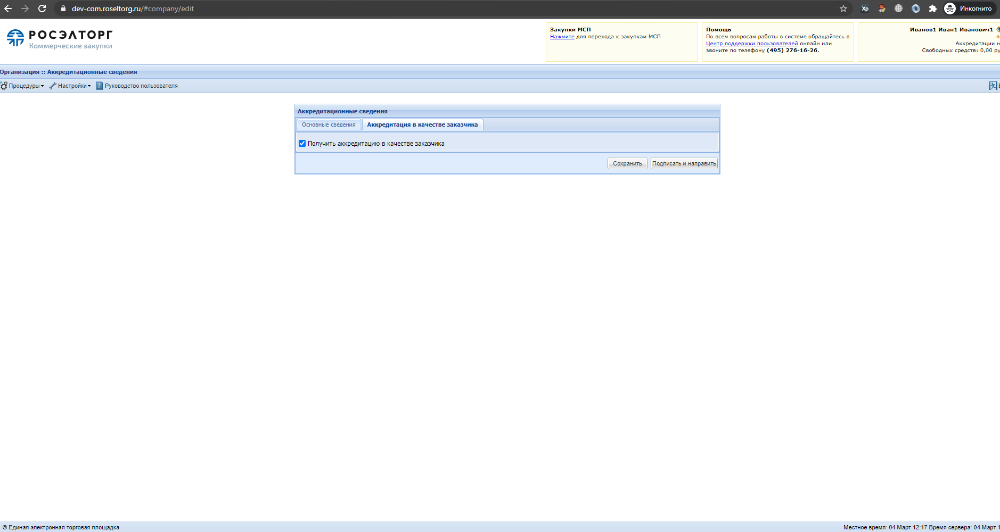 dev-com.roseltorg.ru/#company/edit
Xp
Инкогнито
РОСЭЛТОРГ
Коммерческие закупки
Закупки МСП
Нажмите для перехода к закупкам МСП
Помощь
По всем вопросам работы в системе обращайтесь в
Центр поддержки пользователей онлайн или
звоните по телефону (495) 276-16-26.
Иванов1 Иван1 Иванович1
Аккредитации н
Свободных средств: 0,00 ру
Организация :: Аккредитационные сведения
Процедуры Настройки ? Руководство пользователя
Аккредитационные сведения
Основные сведения Аккредитация в качестве заказчика
Получить аккредитацию в качестве заказчика
Сохранить Подписать и направить
© Единая электронная торговая площадка
Местное время: 04 Март 12:17 Время сервера: 04 Март 1